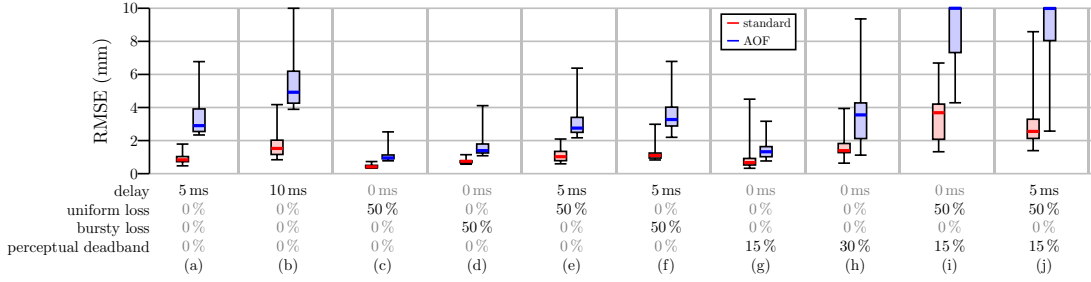 10
8
6
4
2
0
RMSE (mm)
standard
AOF
delay 5 ms 10 ms 0 ms 0 ms 5 ms 5 ms 0 ms 0 ms 0 ms 5 ms
uniform loss 0 % 0 % 50 % 0 % 50 % 0 % 0 % 0 % 50 % 50 %
bursty loss 0 % 0 % 0 % 50 % 0 % 50 % 0 % 0 % 0 % 0 %
perceptual deadband 0 % 0 % 0 % 0 % 0 % 0 % 15 % 30 % 15 % 15 %
(a) (b) (c) (d) (e) (f) (g) (h) (i) (j)